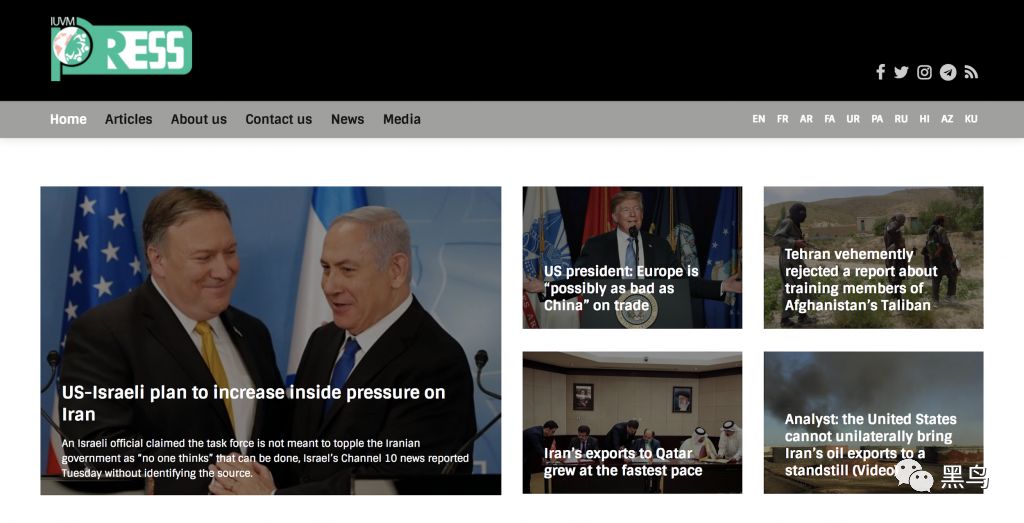 IUVM
PRESS
Home Articles About us Contact us News Media
EN FR AR FA UR PA RU HI AZ KU
US-Israeli plan to increase inside pressure on
Iran
An Israeli official claimed the task force is not meant to topple the Iranian
government as “no one thinks” that can be done, Israel’s Channel 10 news reported
Tuesday without identifying the source.
US president: Europe is
“possibly as bad as
China” on trade
Tehran vehemently
rejected a report about
training members of
Afghanistan’s Taliban
Iran’s exports to Qatar
grew at the fastest pace
Analyst: the United States
cannot unilaterally bring
Iran’s oil exports to a
standstill (Video)
黑鸟